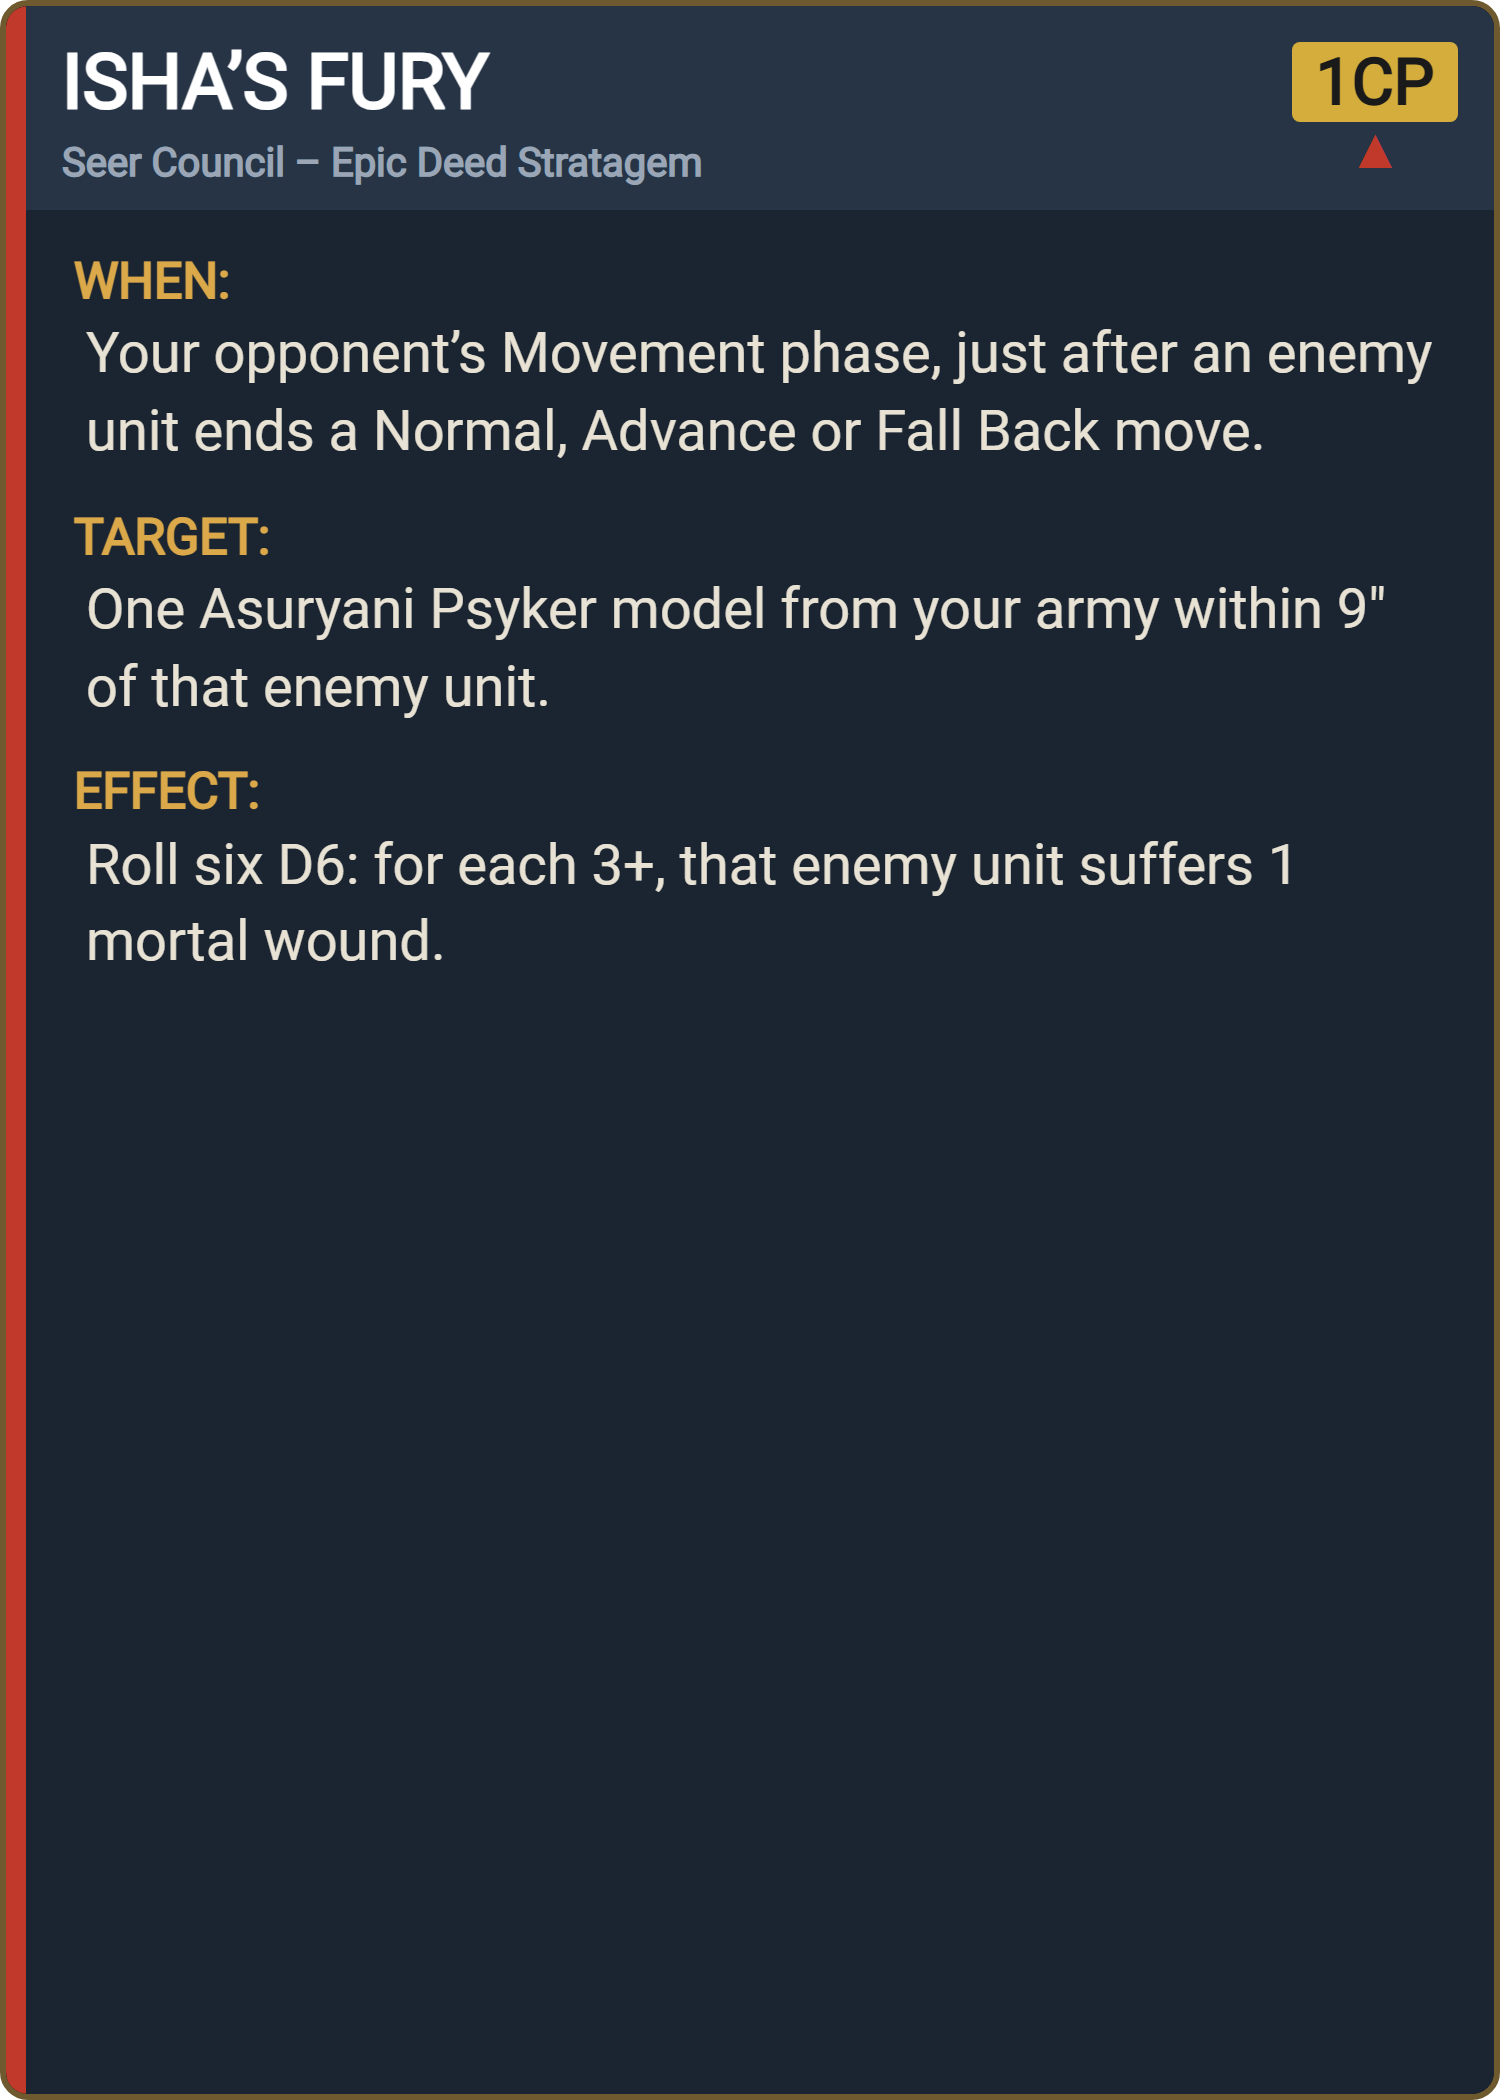 ISHA’S FURY
1CP
Seer Council – Epic Deed Stratagem
WHEN:
Your opponent’s Movement phase, just after an enemy
unit ends a Normal, Advance or Fall Back move.
TARGET:
One Asuryani Psyker model from your army within 9"
of that enemy unit.
EFFECT:
Roll six D6: for each 3+, that enemy unit suffers 1
mortal wound.